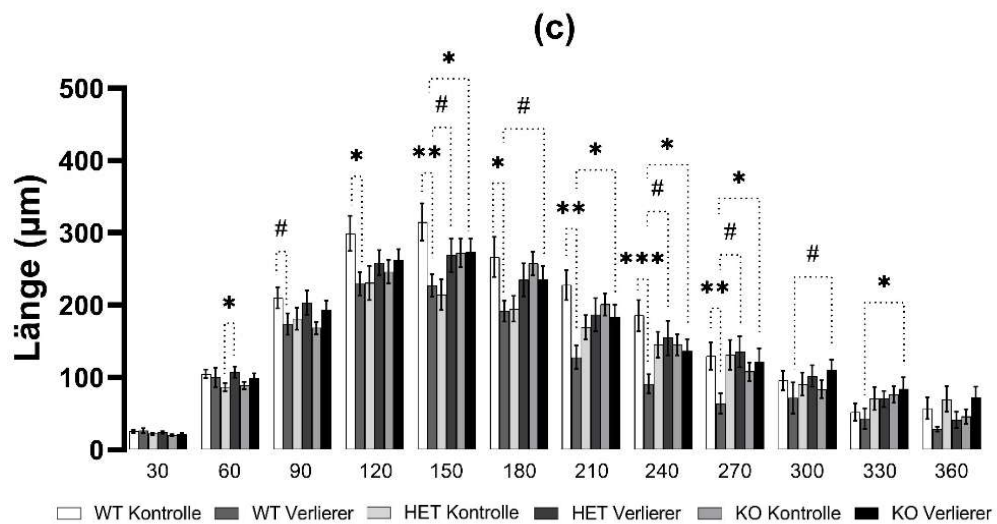 (c)
Länge (µm)
500
400
300
200
100
0
*
* # #
** * * *
* ** # *
# *** # #
* ** *
30 60 90 120 150 180 210 240 270 300 330 360
WT Kontrolle WT Verlierer HET Kontrolle HET Verlierer KO Kontrolle KO Verlierer